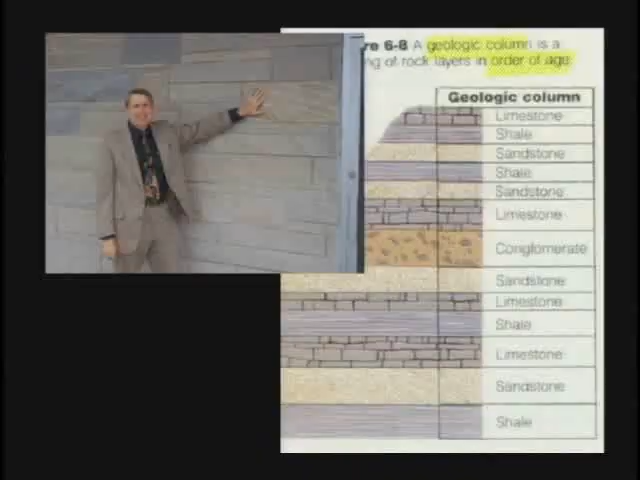 re 6-8 A geologic column is a
ng of rock layers in order of age.
Geologic column
Limestone
Shale
Sandstone
Shale
Sandstone
Limestone
Conglomerate
Sandstone
Limestone
Shale
Limestone
Sandstone
Shale